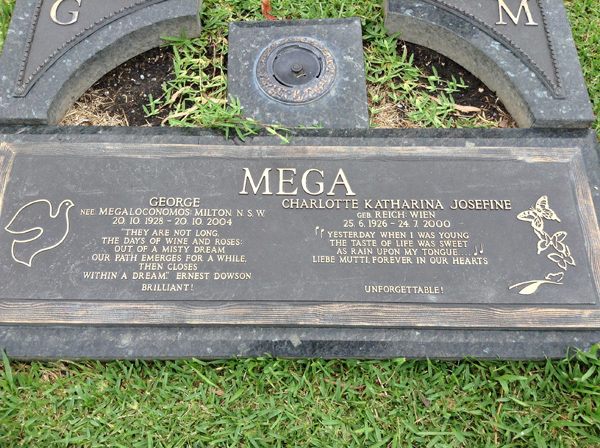 G
M
MEGA
GEORGE
NEE. MEGALOCONOMOS: MILTON. N.S.W.
20. 10. 1928 - 20. 10. 2004
"THEY ARE NOT LONG,
THE DAYS OF WINE AND ROSES:
OUT OF A MISTY DREAM
OUR PATH EMERGES FOR A WHILE,
THEN CLOSES
WITHIN A DREAM." ERNEST DOWSON
BRILLIANT!
CHARLOTTE KATHARINA JOSEFINE
GEB. REICH WIEN
25. 6. 1926 - 24. 7. 2000
"YESTERDAY WHEN I WAS YOUNG
THE TASTE OF LIFE WAS SWEET
AS RAIN UPON MY TONGUE....."
LIEBE MUTTI, FOREVER IN OUR HEARTS
UNFORGETTABLE!